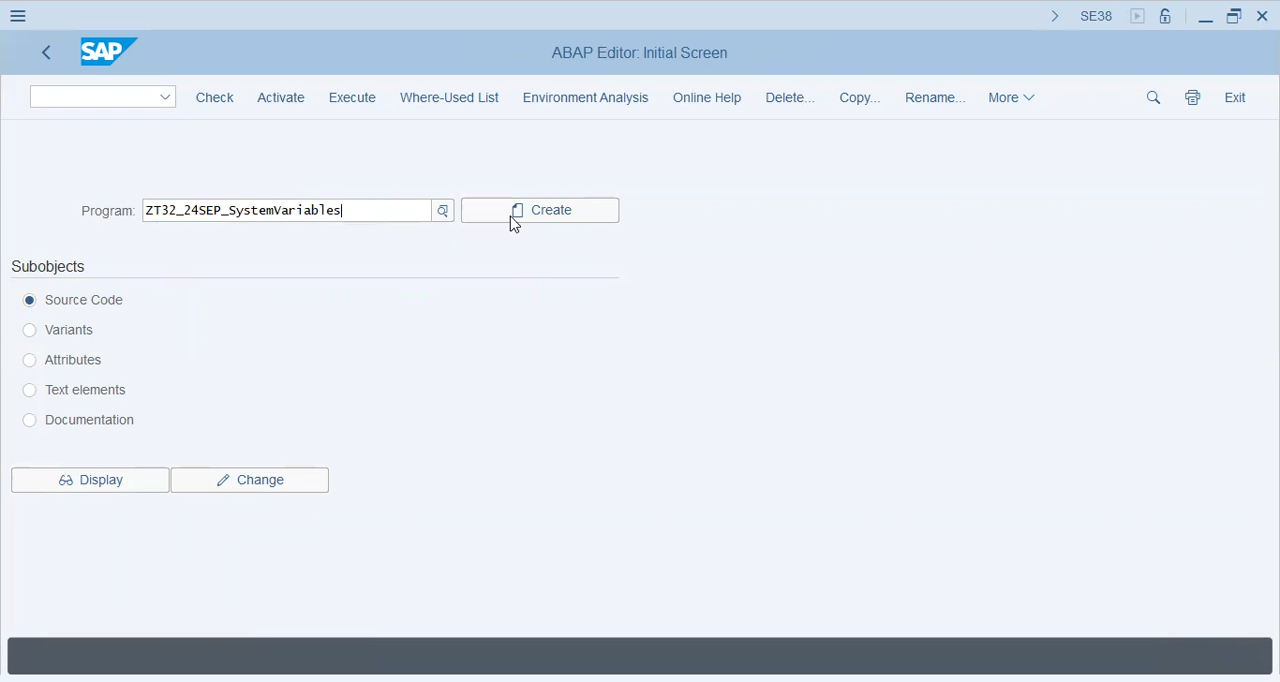 SE38
SAP
ABAP Editor: Initial Screen
Check Activate Execute Where-Used List Environment Analysis Online Help Delete... Copy... Rename... More Exit
Program: ZT32_24SEP_SystemVariables Create
Subobjects
Source Code
Variants
Attributes
Text elements
Documentation
Display Change